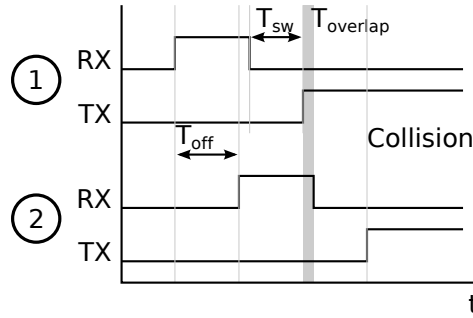 T_sw T_overlap
RX
1
TX
T_off
Collision
RX
2
TX
t